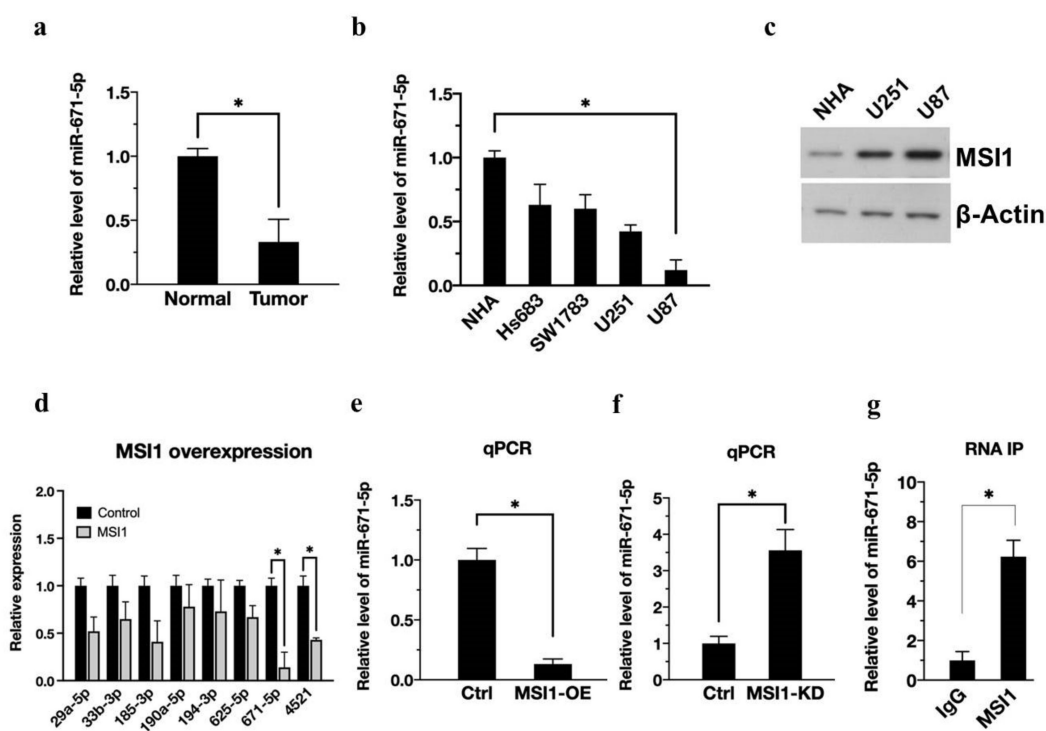 a
Relative level of miR-671-5p
1.5
1.0
0.5
0.0
*
Normal Tumor
b
Relative level of miR-671-5p
1.5
1.0
0.5
0.0
*
NHA
Hs683
SW1783
U251
U87
c
NHA
U251
U87
MSI1
β-Actin
d
MSI1 overexpression
Relative expression
2.0
1.5
1.0
0.5
0.0
Control
MSI1
*
*
29a-5p
33b-3p
185-3p
190a-5p
194-3p
625-5p
671-5p
4521
e
qPCR
Relative level of miR-671-5p
1.5
1.0
0.5
0.0
*
Ctrl MSI1-OE
f
qPCR
Relative level of miR-671-5p
5
4
3
2
1
0
*
Ctrl MSI1-KD
g
RNA IP
Relative level of miR-671-5p
10
8
6
4
2
0
*
IgG
MSI1